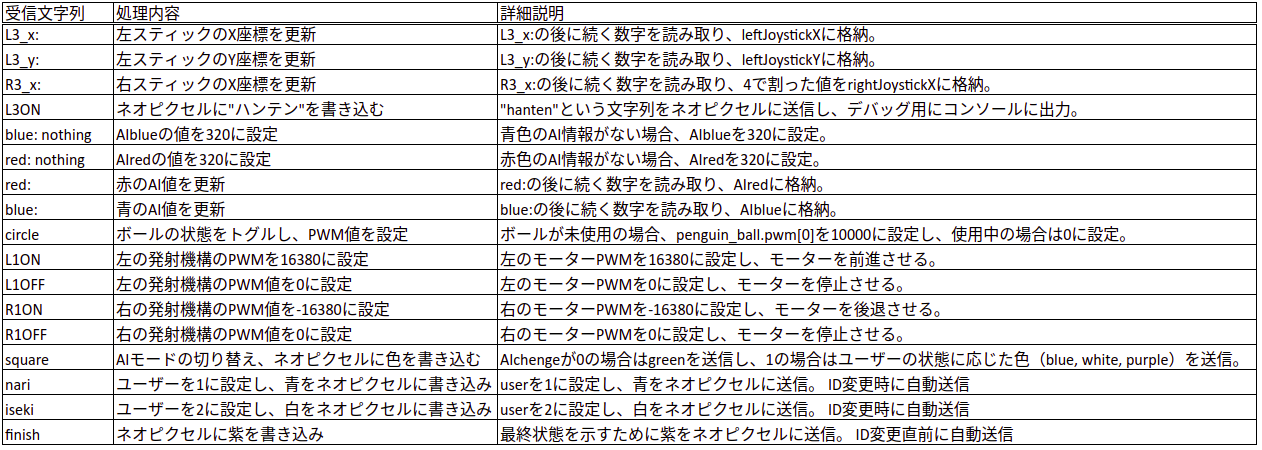 受信文字列 処理内容 詳細説明
L3_x: 左スティックのX座標を更新 L3_x:の後に続く数字を読み取り、leftJoystickXに格納。
L3_y: 左スティックのY座標を更新 L3_y:の後に続く数字を読み取り、leftJoystickYに格納。
R3_x: 右スティックのX座標を更新 R3_x:の後に続く数字を読み取り、4で割った値をrightJoystickXに格納。
L3ON ネオピクセルに"ハンテン"を書き込む "hanten"という文字列をネオピクセルに送信し、デバッグ用にコンソールに出力。
blue: nothing AIblueの値を320に設定 青色のAI情報がない場合、AIblueを320に設定。
red: nothing AIredの値を320に設定 赤色のAI情報がない場合、AIredを320に設定。
red: 赤のAI値を更新 red:の後に続く数字を読み取り、AIredに格納。
blue: 青のAI値を更新 blue:の後に続く数字を読み取り、AIblueに格納。
circle ボールの状態をトグルし、PWM値を設定 ボールが未使用の場合、penguin_ball.pwm[0]を10000に設定し、使用中の場合は0に設定。
L1ON 左の発射機構のPWMを16380に設定 左のモーターPWMを16380に設定し、モーターを前進させる。
L1OFF 左の発射機構のPWM値を0に設定 左のモーターPWMを0に設定し、モーターを停止させる。
R1ON 右の発射機構のPWM値を-16380に設定 右のモーターPWMを-16380に設定し、モーターを後退させる。
R1OFF 右の発射機構のPWM値を0に設定 右のモーターPWMを0に設定し、モーターを停止させる。
square AIモードの切り替え、ネオピクセルに色を書き込む AIchengeが0の場合はgreenを送信し、1の場合はユーザーの状態に応じた色（blue, white, purple）を送信。
nari ユーザーを1に設定し、青をネオピクセルに書き込み userを1に設定し、青をネオピクセルに送信。 ID変更時に自動送信
iseki ユーザーを2に設定し、白をネオピクセルに書き込み userを2に設定し、白をネオピクセルに送信。 ID変更時に自動送信
finish ネオピクセルに紫を書き込み 最終状態を示すために紫をネオピクセルに送信。 ID変更直前に自動送信